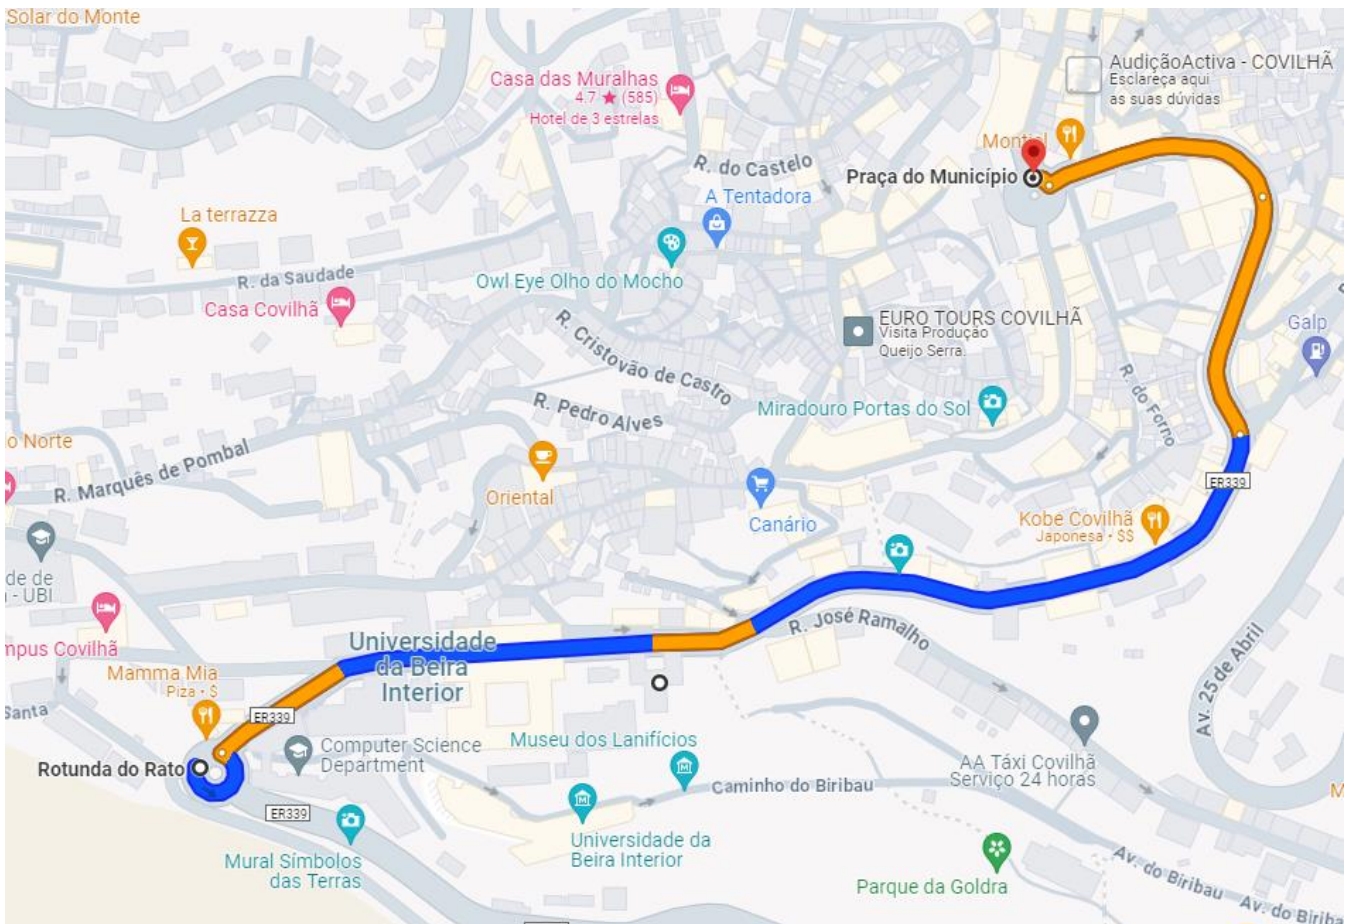 Solar do Monte
Casa das Muralhas
4.7 ★ (585)
Hotel de 3 estrelas
AudiçãoActiva - COVILHÃ
Esclareça aqui
as suas dúvidas
Montiel
R. do Castelo
Praça do Município
A Tentadora
La terrazza
R. da Saudade
Owl Eye Olho do Mocho
Casa Covilhã
EURO TOURS COVILHÃ
Visita Produção
Queijo Serra.
Galp
R. Cristovão de Castro
R. Pedro Alves
Miradouro Portas do Sol
R. do Forno
o Norte
R. Marquês de Pombal
Oriental
Canário
ER339
Kobe Covilhã
Japonesa · $$
de de
a - UBI
mpus Covilhã
Universidade
da Beira
Interior
R. José Ramalho
Av. 25 de Abril
Mamma Mia
Piza · $
Santa
ER339
Computer Science
Department
Museu dos Lanifícios
Rotunda do Rato
AA Táxi Covilhã
Serviço 24 horas
Caminho do Biribau
M
ER339
Mural Símbolos
das Terras
Universidade da
Beira Interior
Parque da Goldra
Av. do Biribau
Av. do Biriba